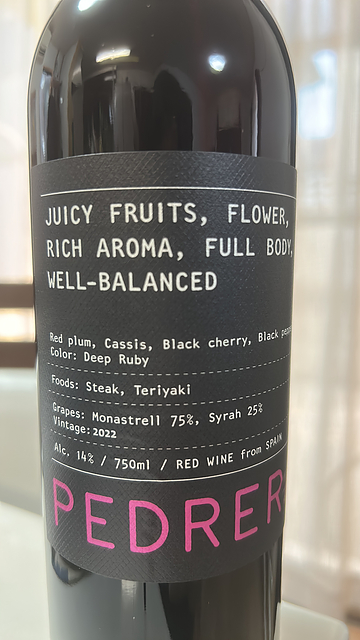 JUICY FRUITS, FLOWER,
RICH AROMA, FULL BODY,
WELL-BALANCED
Red plum, Cassis, Black cherry, Black
Color: Deep Ruby
Foods: Steak, Teriyaki
Grapes: Monastrell 75%, Syrah 25%
Vintage: 2022
Alc. 14% / 750ml / RED WINE from SPAIN
PEDRER